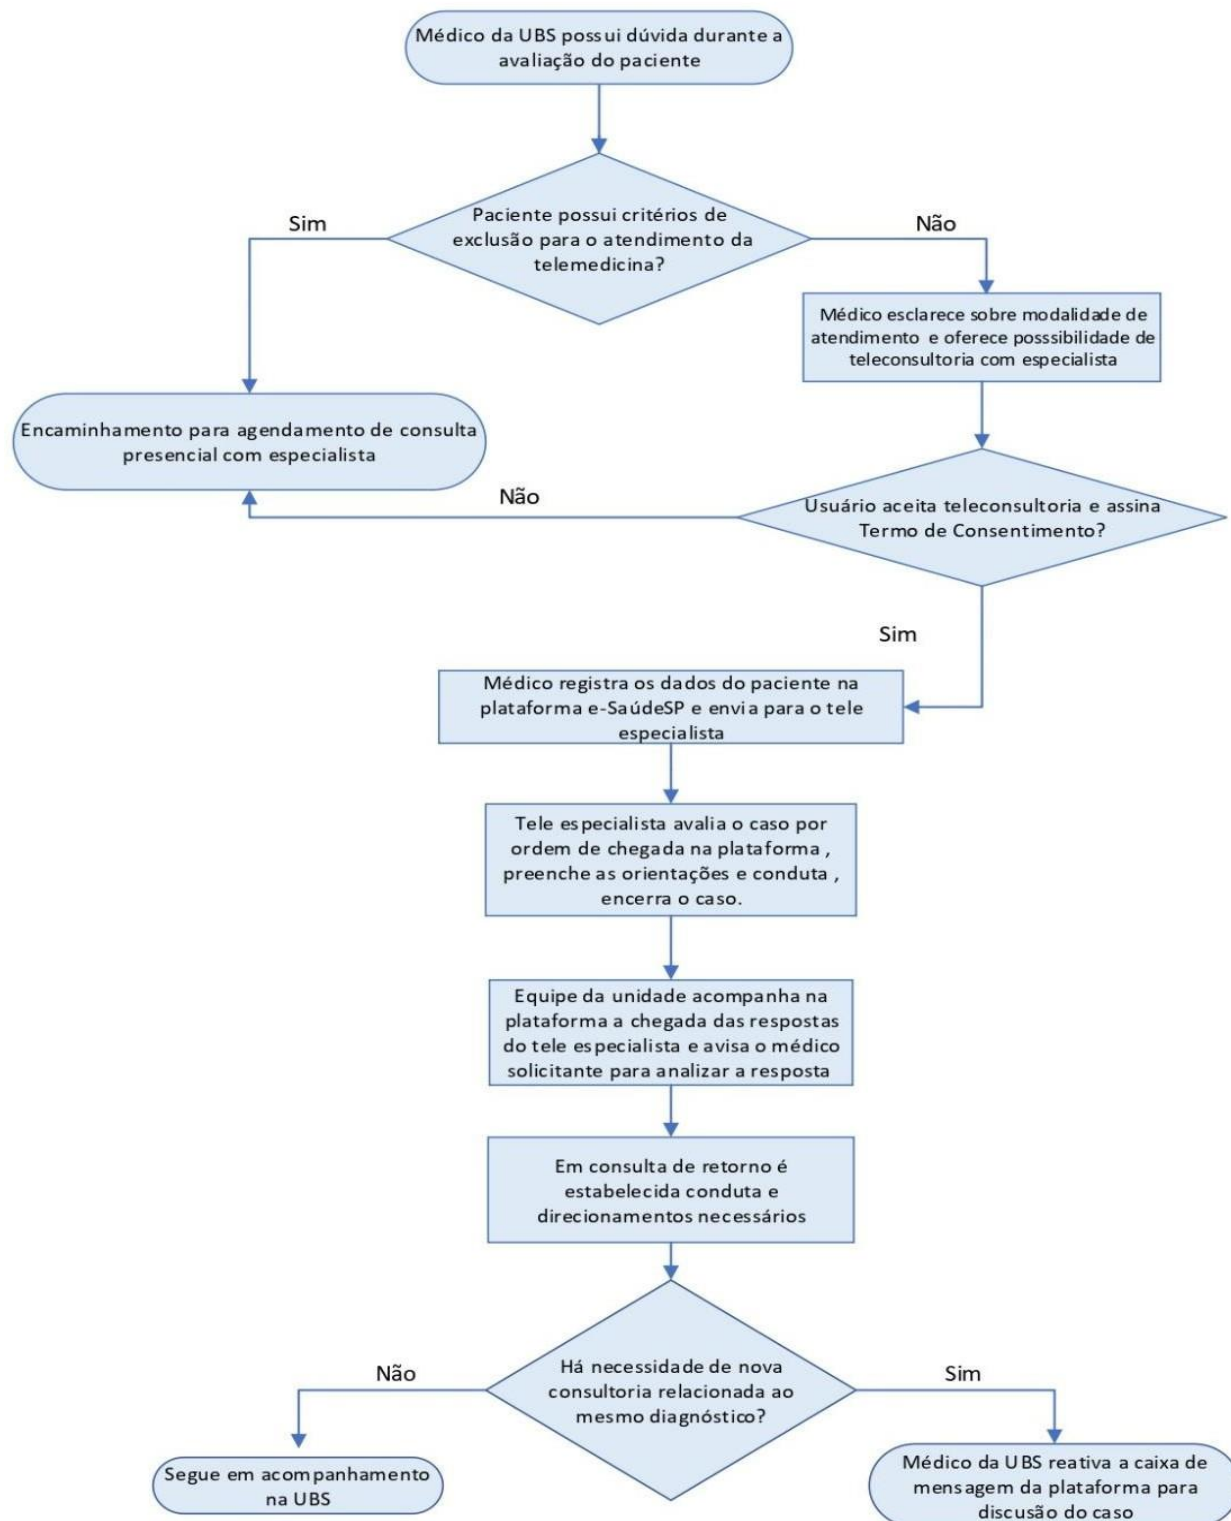 Médico da UBS possui dúvida durante a
avaliação do paciente
Paciente possui critérios de
exclusão para o atendimento da
telemedicina?
Sim
Não
Médico esclarece sobre modalidade de
atendimento e oferece posssibilidade de
teleconsultoria com especialista
Encaminhamento para agendamento de consulta
presencial com especialista
Não
Usuário aceita teleconsultoria e assina
Termo de Consentimento?
Sim
Médico registra os dados do paciente na
plataforma e-SaúdeSP e envia para o tele
especialista
Tele especialista avalia o caso por
ordem de chegada na plataforma ,
preenche as orientações e conduta ,
encerra o caso.
Equipe da unidade acompanha na
plataforma a chegada das respostas
do tele especialista e avisa o médico
solicitante para analizar a resposta
Em consulta de retorno é
estabelecida conduta e
direcionamentos necessários
Há necessidade de nova
consultoria relacionada ao
mesmo diagnóstico?
Não
Sim
Segue em acompanhamento
na UBS
Médico da UBS reativa a caixa de
mensagem da plataforma para
discusão do caso